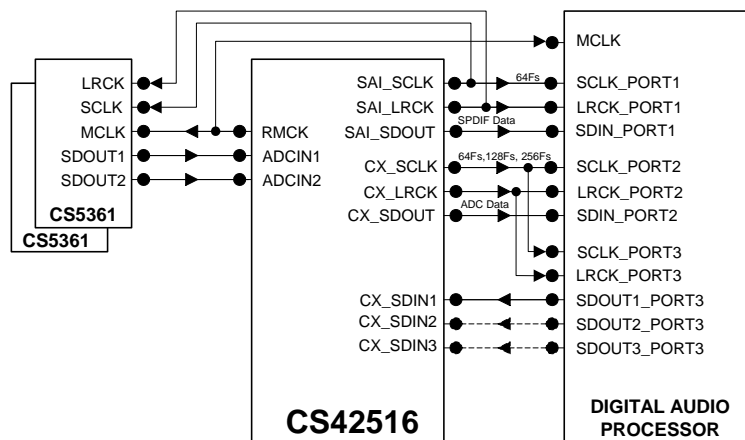 LRCK
SCLK
MCLK
SDOUT1
SDOUT2
CS5361
CS5361
RMCK
ADCIN1
ADCIN2
SAI_SCLK
SAI_LRCK
SAI_SDOUT
CX_SCLK
CX_LRCK
CX_SDOUT
CX_SDIN1
CX_SDIN2
CX_SDIN3
CS42516
64Fs
SPDIF Data
64Fs,128Fs, 256Fs
ADC Data
MCLK
SCLK_PORT1
LRCK_PORT1
SDIN_PORT1
SCLK_PORT2
LRCK_PORT2
SDIN_PORT2
SCLK_PORT3
LRCK_PORT3
SDOUT1_PORT3
SDOUT2_PORT3
SDOUT3_PORT3
DIGITAL AUDIO
PROCESSOR